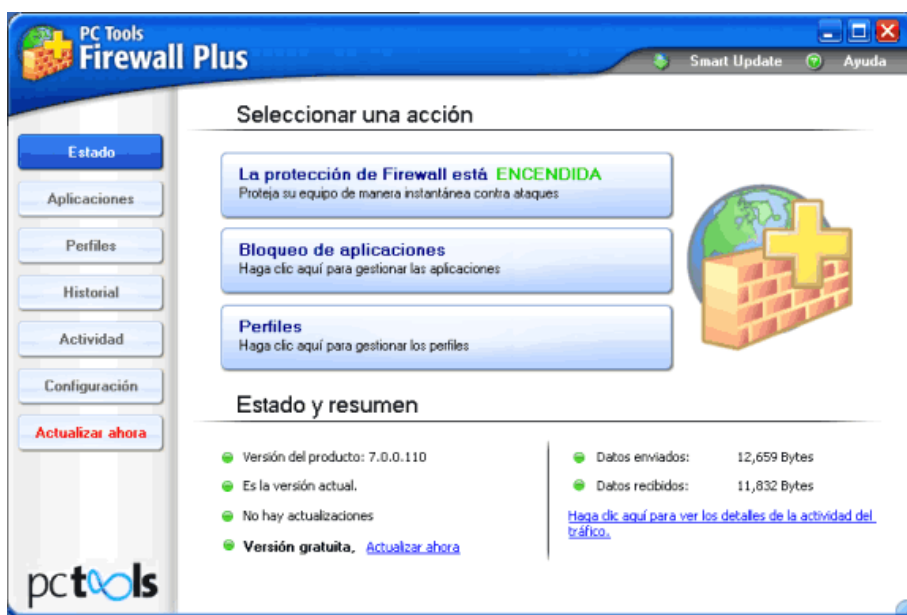 PC Tools
Firewall Plus
Smart Update
Ayuda
Seleccionar una acción
Estado
Aplicaciones
Perfiles
Historial
Actividad
Configuración
Actualizar ahora
La protección de Firewall está ENCENDIDA
Proteja su equipo de manera instantánea contra ataques
Bloqueo de aplicaciones
Haga clic aquí para gestionar las aplicaciones
Perfiles
Haga clic aquí para gestionar los perfiles
Estado y resumen
Versión del producto: 7.0.0.110
Es la versión actual.
No hay actualizaciones
Versión gratuita, Actualizar ahora
Datos enviados: 12,659 Bytes
Datos recibidos: 11,832 Bytes
Haga clic aquí para ver los detalles de la actividad del
tráfico.
pctools